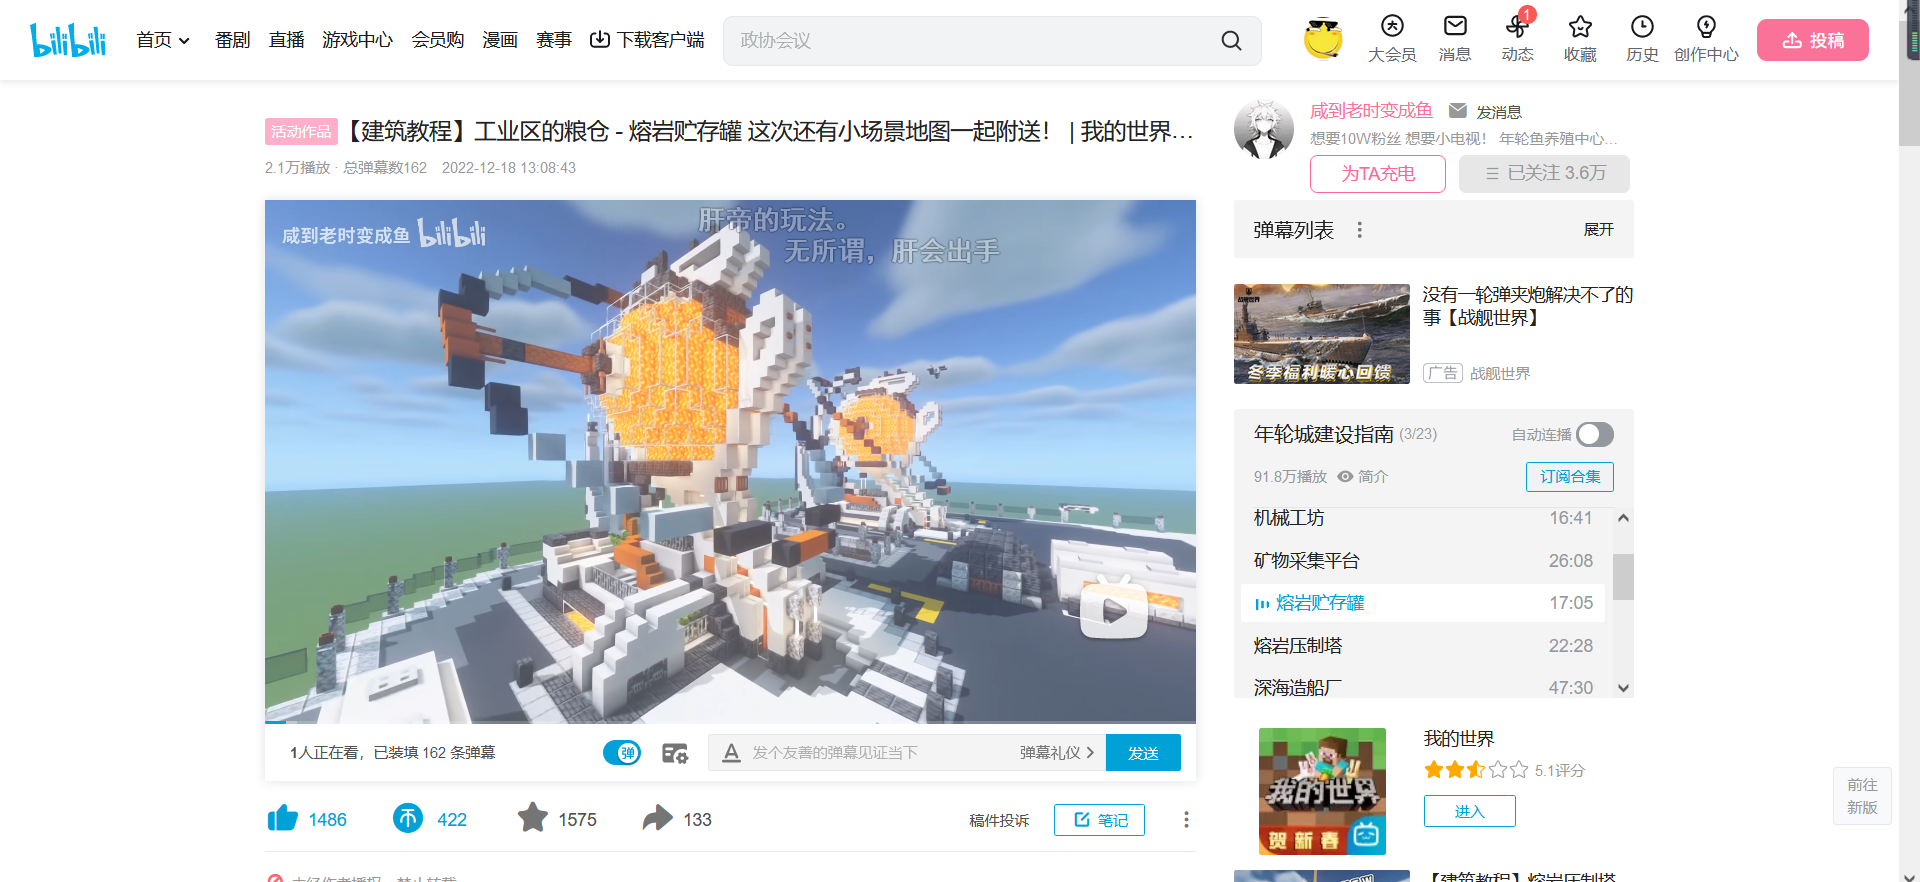 bilibili
首页
番剧
直播
游戏中心
会员购
漫画
赛事
下载客户端
政协会议
大会员
消息
1
动态
收藏
历史
创作中心
投稿
活动作品
【建筑教程】工业区的粮仓 - 熔岩贮存罐 这次还有小场景地图一起附送！ | 我的世界…
2.1万播放 · 总弹幕数162 2022-12-18 13:08:43
咸到老时变成鱼 bilibili
肝帝的玩法。
无所谓，肝会出手
1人正在看，已装填 162 条弹幕
弹
A 发个友善的弹幕见证当下
弹幕礼仪
发送
1486
422
1575
133
稿件投诉
笔记
未经作者授权，禁止转载
咸到老时变成鱼
发消息
想要10W粉丝 想要小电视！ 年轮鱼养殖中心…
为TA充电
已关注 3.6万
弹幕列表
展开
战舰世界
冬季福利暖心回馈
没有一轮弹夹炮解决不了的
事【战舰世界】
广告 战舰世界
年轮城建设指南 (3/23)
自动连播
91.8万播放 简介
订阅合集
机械工坊 16:41
矿物采集平台 26:08
熔岩贮存罐 17:05
熔岩压制塔 22:28
深海造船厂 47:30
我的世界
贺新春
我的世界
5.1评分
进入
【建筑教程】熔岩压制塔
前往
新版